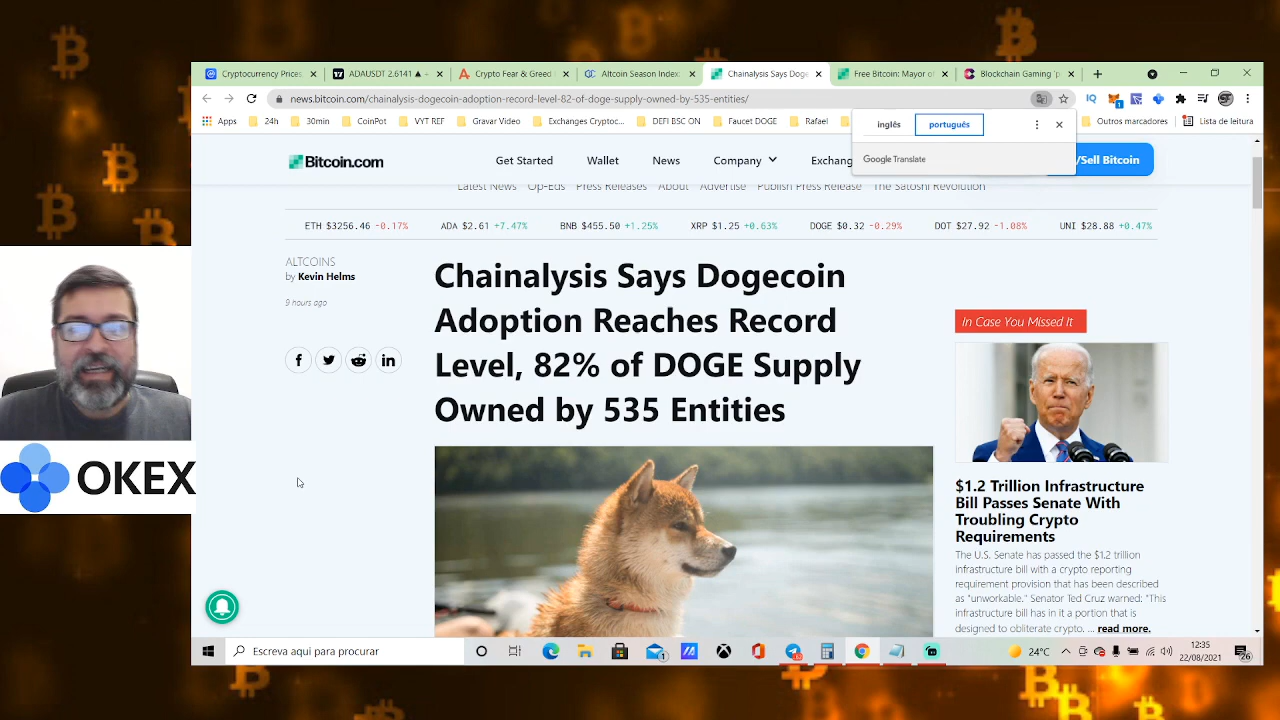 Cryptocurrency Prices,
ADAUSDT 2.6141 ▲ +
Crypto Fear & Greed I
Altcoin Season Index:
Chainalysis Says Doge
Free Bitcoin: Mayor o
Blockchain Gaming 'p
news.bitcoin.com/chainalysis-dogecoin-adoption-record-level-82-of-doge-supply-owned-by-535-entities/
Apps
24h
30min
CoinPot
VYT REF
Gravar Video
Exchanges Cryptoc...
DEFI BSC ON
Faucet DOGE
Rafael
Outros marcadores
Lista de leitura
inglês
português
Google Translate
Bitcoin.com
Get Started
Wallet
News
Company
Exchang
/Sell Bitcoin
Latest News Op-Eds Press Releases About Advertise Publish Press Release The Satoshi Revolution
ETH $3256.46 -0.17% ADA $2.61 +7.47% BNB $455.50 +1.25% XRP $1.25 +0.63% DOGE $0.32 -0.29% DOT $27.92 -1.08% UNI $28.88 +0.47%
ALTCOINS
by Kevin Helms
9 hours ago
Chainalysis Says Dogecoin
Adoption Reaches Record
Level, 82% of DOGE Supply
Owned by 535 Entities
In Case You Missed It
$1.2 Trillion Infrastructure
Bill Passes Senate With
Troubling Crypto
Requirements
The U.S. Senate has passed the $1.2 trillion
infrastructure bill with a crypto reporting
requirement provision that has been described
as "unworkable." Senator Ted Cruz warned: "This
infrastructure bill has in it a portion that is
designed to obliterate crypto. ... read more.
OKEX
Escreva aqui para procurar
24°C
12:35
22/08/2021